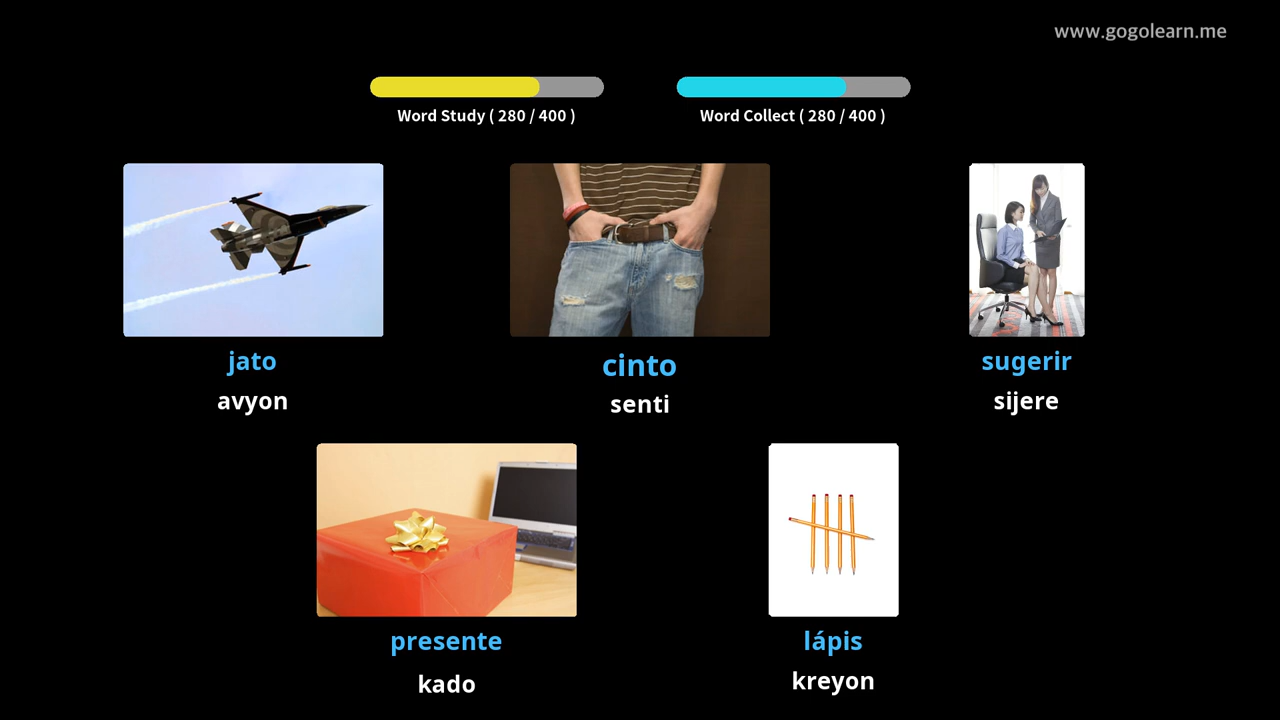 www.gogolearn.me
Word Study ( 280 / 400 )
Word Collect ( 280 / 400 )
jato
avyon
cinto
senti
sugerir
sijere
presente
kado
lápis
kreyon